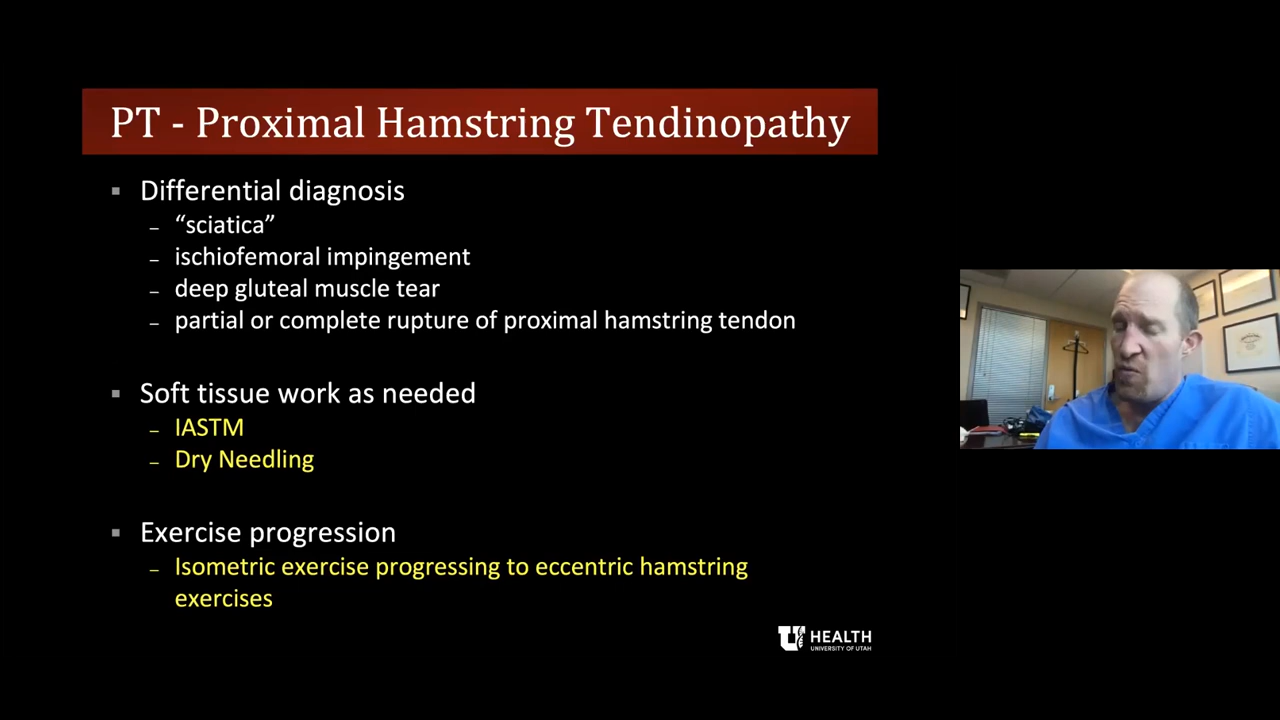 PT - Proximal Hamstring Tendinopathy
▪ Differential diagnosis
– “sciatica”
– ischiofemoral impingement
– deep gluteal muscle tear
– partial or complete rupture of proximal hamstring tendon
▪ Soft tissue work as needed
– IASTM
– Dry Needling
▪ Exercise progression
– Isometric exercise progressing to eccentric hamstring
exercises
U HEALTH
UNIVERSITY OF UTAH